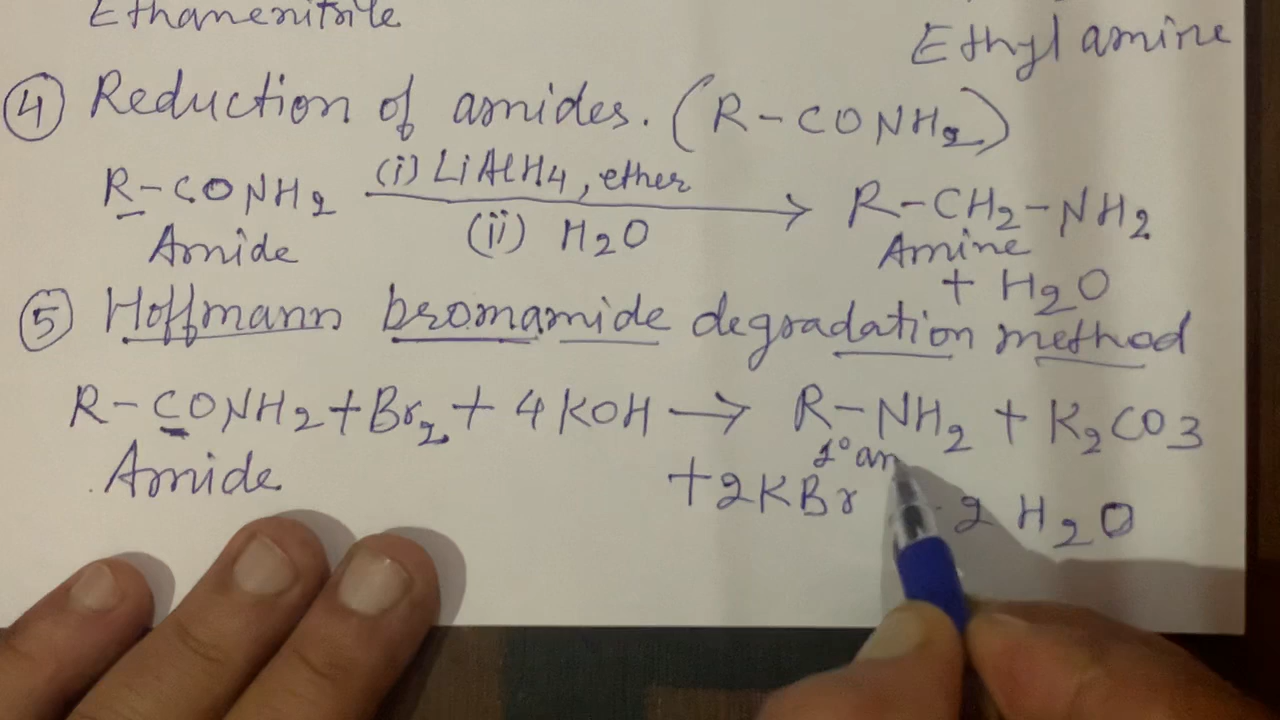 Ethanenitrile
Ethyl amine
④ Reduction of amides. (R-CONH₂)
R-CONH₂ (i) LiAlH₄, ether → R-CH₂-NH₂
(ii) H₂O
Amide Amine
+ H₂O
⑤ Hoffmann bromamide degradation method
R-CONH₂ + Br₂ + 4KOH → R-NH₂ + K₂CO₃
Amide 1° am
+2KBr 2H₂O